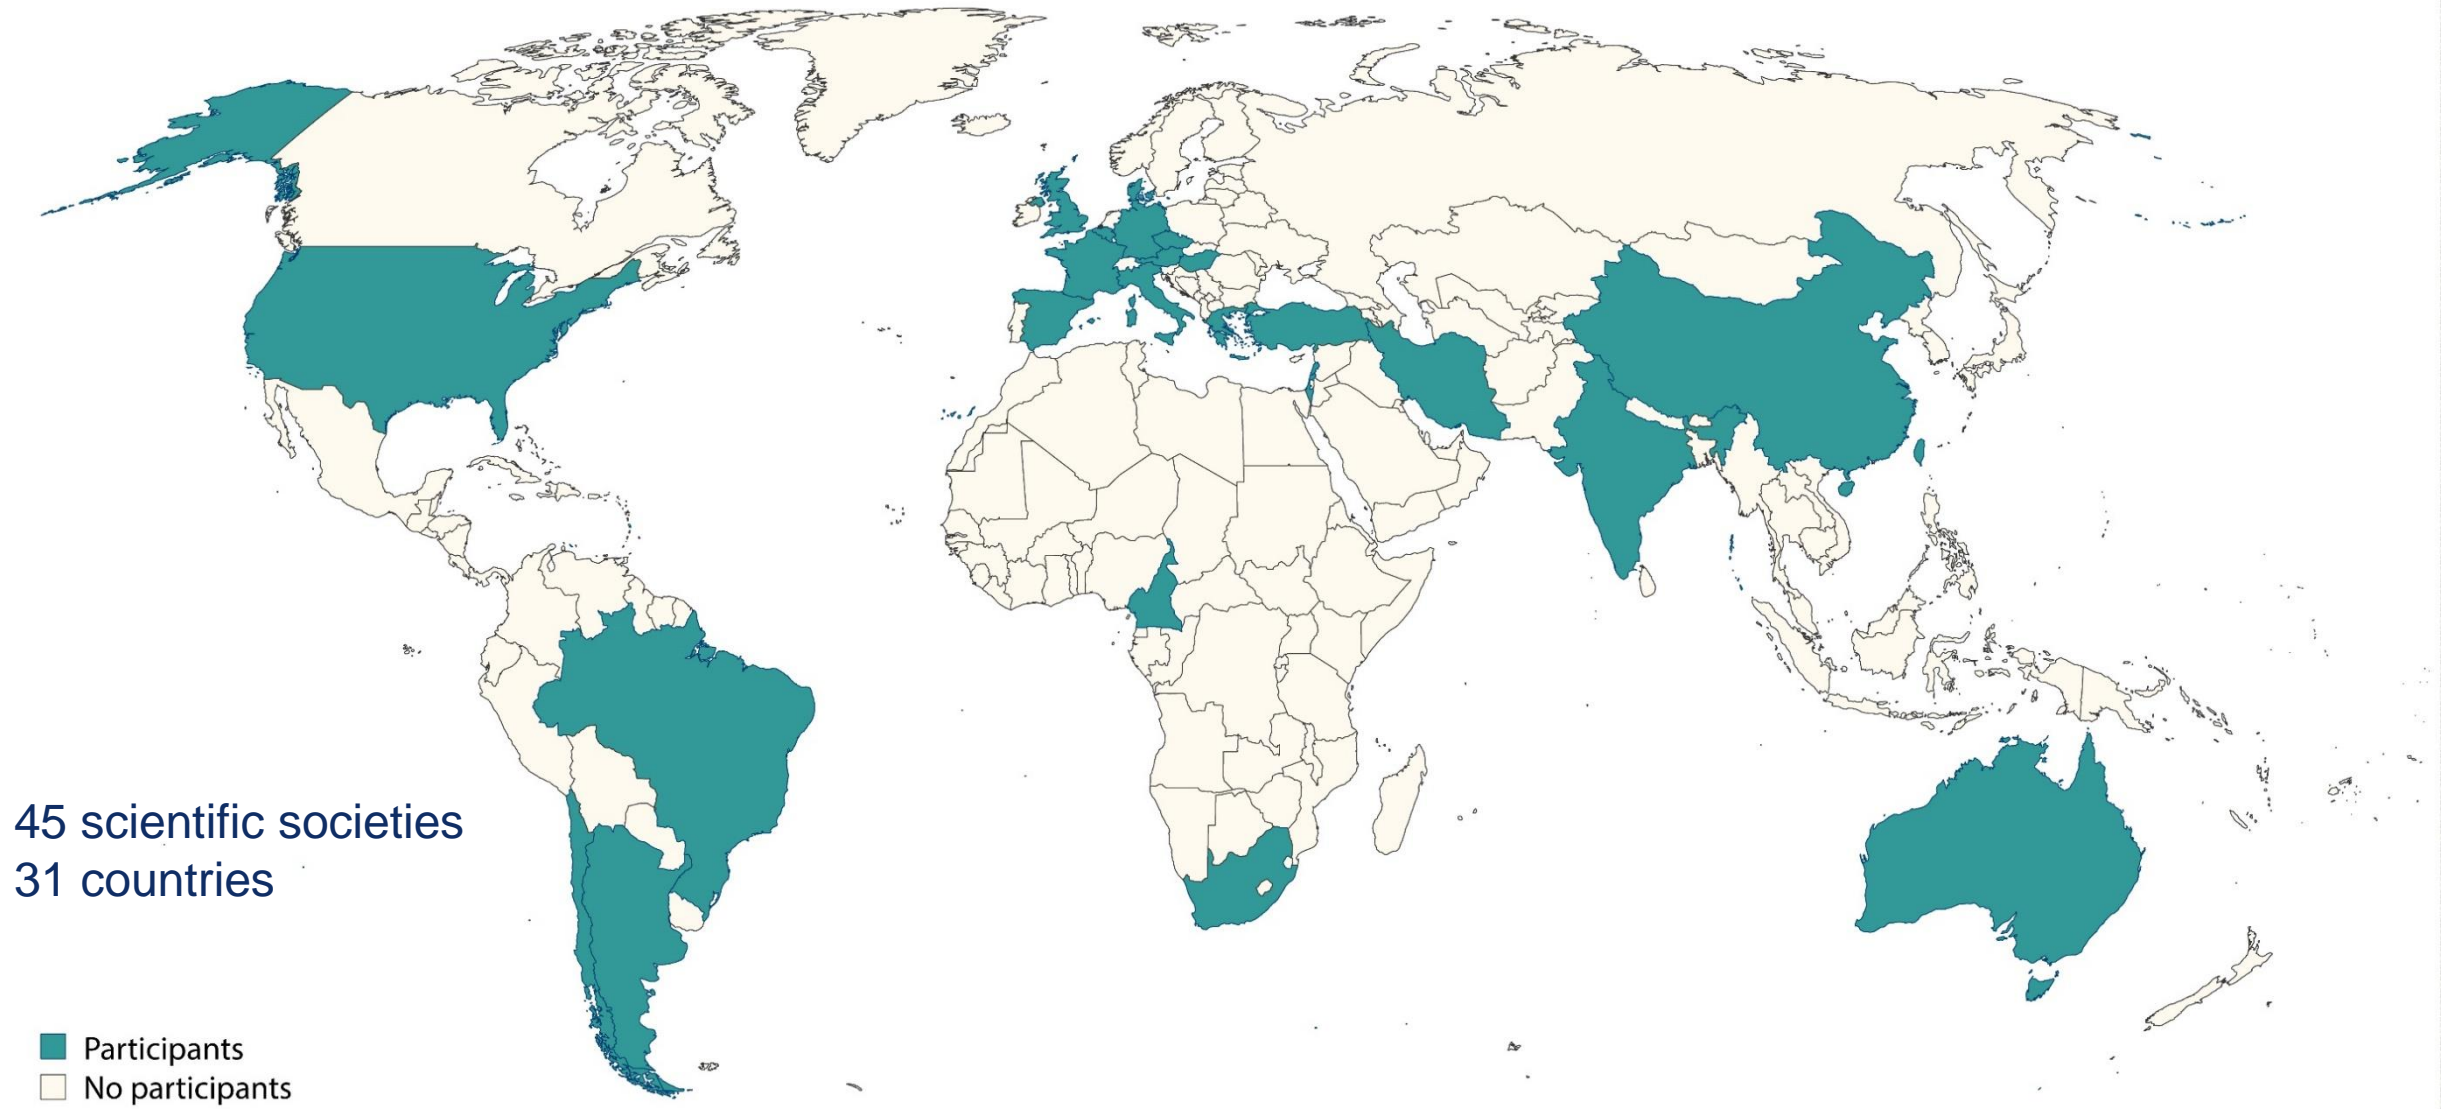 45 scientific societies
31 countries
Participants
No participants